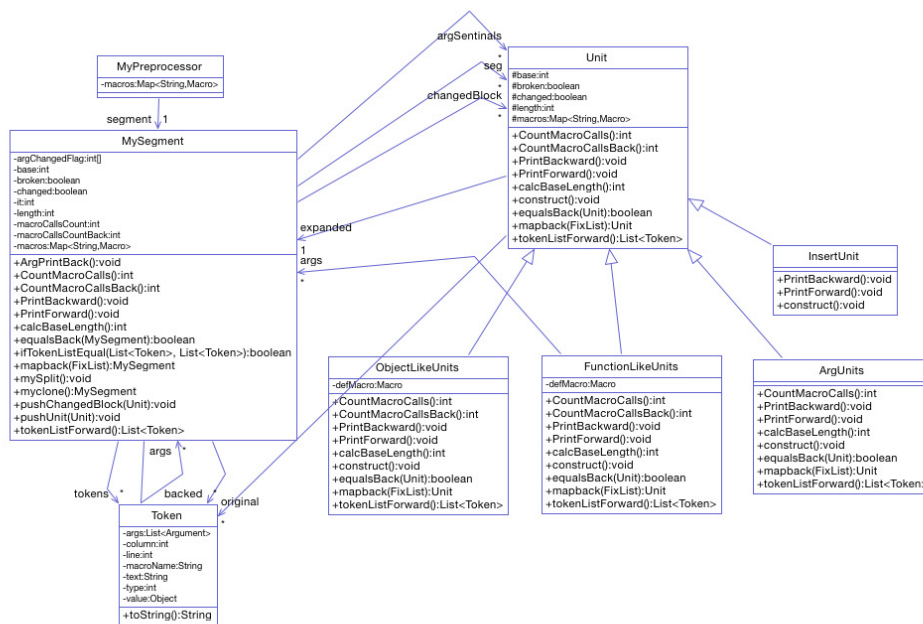 MyPreprocessor
-macros:Map<String,Macro>
segment
1
MySegment
-argChangedFlag:int[]
-base:int
-broken:boolean
-changed:boolean
-it:int
-length:int
-macroCallsCount:int
-macroCallsCountBack:int
-macros:Map<String,Macro>
+ArgPrintBack():void
+CountMacroCalls():int
+CountMacroCallsBack():int
+PrintBackward():void
+PrintForward():void
+calcBaseLength():int
+equalsBack(MySegment):boolean
+ifTokenListEqual(List<Token>, List<Token>):boolean
+mapback(FixList):MySegment
+mySplit():void
+myclone():MySegment
+pushChangedBlock(Unit):void
+pushUnit(Unit):void
+tokenListForward():List<Token>
argSentinals
*
seg
*
changedBlock
*
Unit
#base:int
#broken:boolean
#changed:boolean
#length:int
#macros:Map<String,Macro>
+CountMacroCalls():int
+CountMacroCallsBack():int
+PrintBackward():void
+PrintForward():void
+calcBaseLength():int
+construct():void
+equalsBack(Unit):boolean
+mapback(FixList):Unit
+tokenListForward():List<Token>
expanded
1
args
*
InsertUnit
+PrintBackward():void
+PrintForward():void
+construct():void
ObjectLikeUnits
-defMacro:Macro
+CountMacroCalls():int
+CountMacroCallsBack():int
+PrintBackward():void
+PrintForward():void
+calcBaseLength():int
+construct():void
+equalsBack(Unit):boolean
+mapback(FixList):Unit
+tokenListForward():List<Token>
FunctionLikeUnits
-defMacro:Macro
+CountMacroCalls():int
+CountMacroCallsBack():int
+PrintBackward():void
+PrintForward():void
+calcBaseLength():int
+construct():void
+equalsBack(Unit):boolean
+mapback(FixList):Unit
+tokenListForward():List<Token>
ArgUnits
+CountMacroCalls():int
+PrintBackward():void
+PrintForward():void
+calcBaseLength():int
+construct():void
+equalsBack(Unit):boolean
+mapback(FixList):Unit
+tokenListForward():List<Token>
args
*
tokens
*
backed
*
original
*
Token
-args:List<Argument>
-column:int
-line:int
-macroName:String
-text:String
-type:int
-value:Object
+toString():String